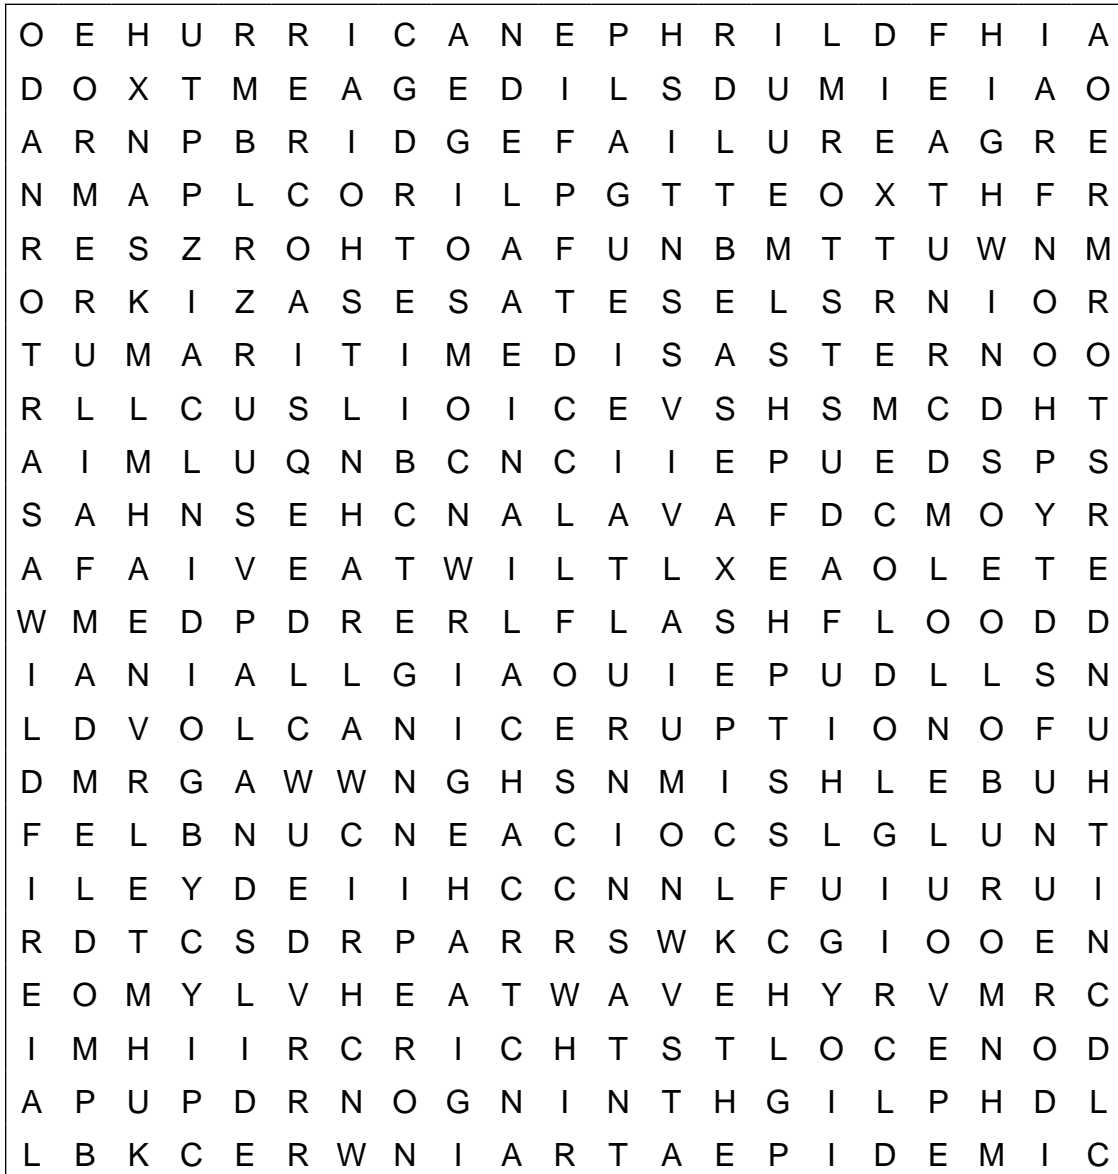 O E H U R R I C A N E P H R I L D F H I A
D O X T M E A G E D I L S D U M I E I A O
A R N P B R I D G E F A I L U R E A G R E
N M A P L C O R I L P G T T E O X T H F R
R E S Z R O H T O A F U N B M T T U W N M
O R K I Z A S E S A T E S E L S R N I O R
T U M A R I T I M E D I S A S T E R N O O
R L L C U S L I O I C E V S H S M C D H T
A I M L U Q N B C N C I I E P U E D S P S
S A H N S E H C N A L A V A F D C M O Y R
A F A I V E A T W I L T L X E A O L E T E
W M E D P D R E R L F L A S H F L O O D D
I A N I A L L G I A O U I E P U D L L S N
L D V O L C A N I C E R U P T I O N O F U
D M R G A W W N G H S N M I S H L E B U H
F E L B N U C N E A C I O C S L G L U N T
I L E Y D E I I H C C N N L F U I U R U I
R D T C S D R P A R R S W K C G I O O E N
E O M Y L V H E A T W A V E H Y R V M R C
I M H I I R C R I C H T S T L O C E N O D
A P U P D R N O G N I N T H G I L P H D L
L B K C E R W N I A R T A E P I D E M I C